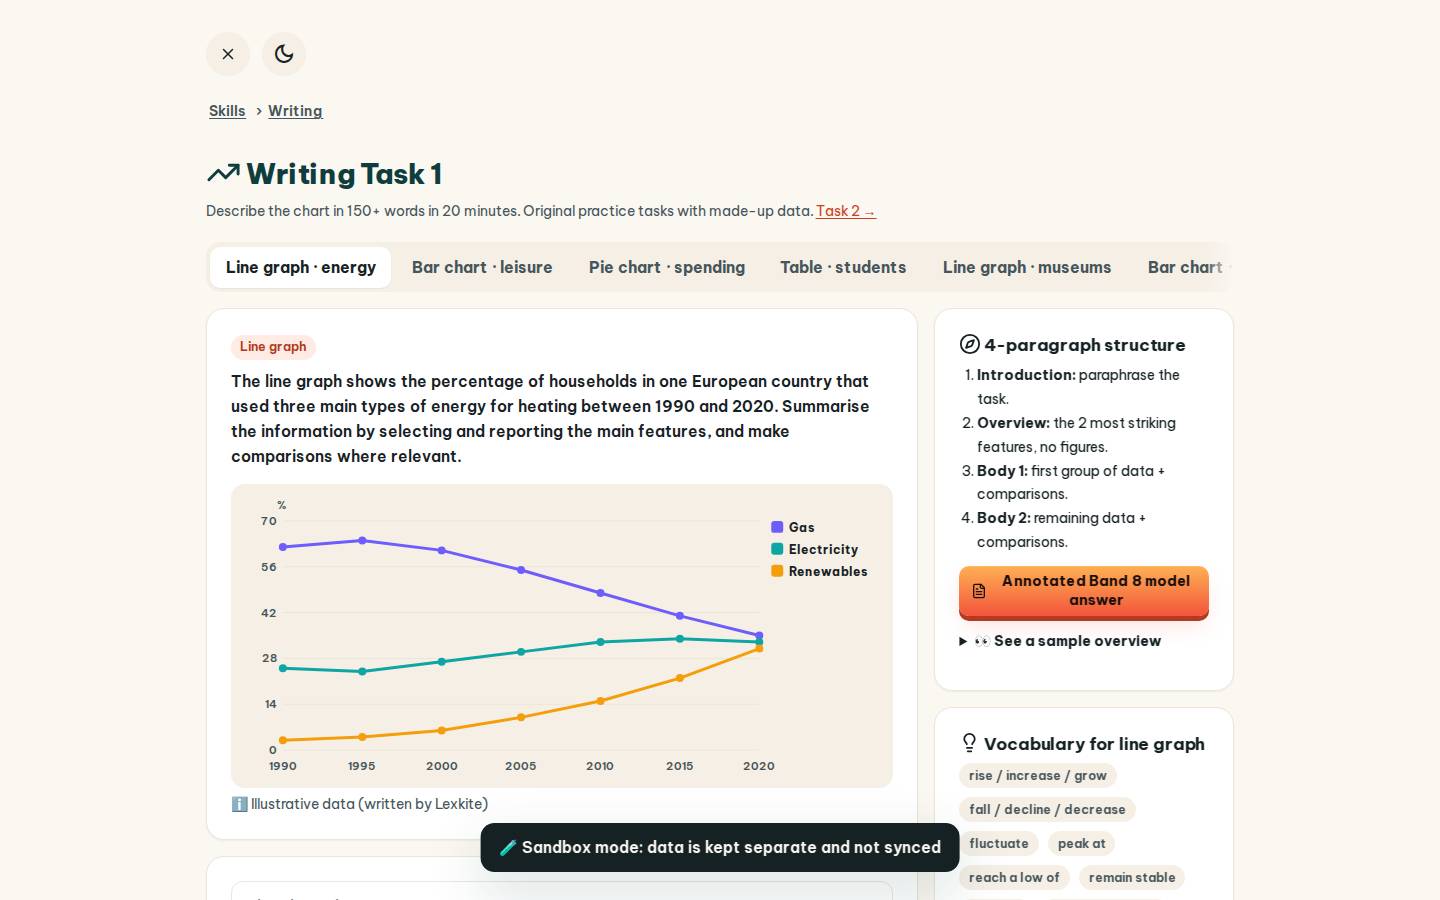 Skills › Writing
Writing Task 1
Describe the chart in 150+ words in 20 minutes. Original practice tasks with made-up data. Task 2 →
Line graph · energy
Bar chart · leisure
Pie chart · spending
Table · students
Line graph · museums
Bar chart ·
Line graph
The line graph shows the percentage of households in one European country that
used three main types of energy for heating between 1990 and 2020. Summarise
the information by selecting and reporting the main features, and make
comparisons where relevant.
%
70
56
42
28
14
0
1990 1995 2000 2005 2010 2015 2020
Gas
Electricity
Renewables
ℹ️ Illustrative data (written by Lexkite)
4-paragraph structure
1. Introduction: paraphrase the
task.
2. Overview: the 2 most striking
features, no figures.
3. Body 1: first group of data +
comparisons.
4. Body 2: remaining data +
comparisons.
Annotated Band 8 model
answer
▶ 👀 See a sample overview
Vocabulary for line graph
rise / increase / grow
fall / decline / decrease
fluctuate
peak at
reach a low of
remain stable
🧪 Sandbox mode: data is kept separate and not synced